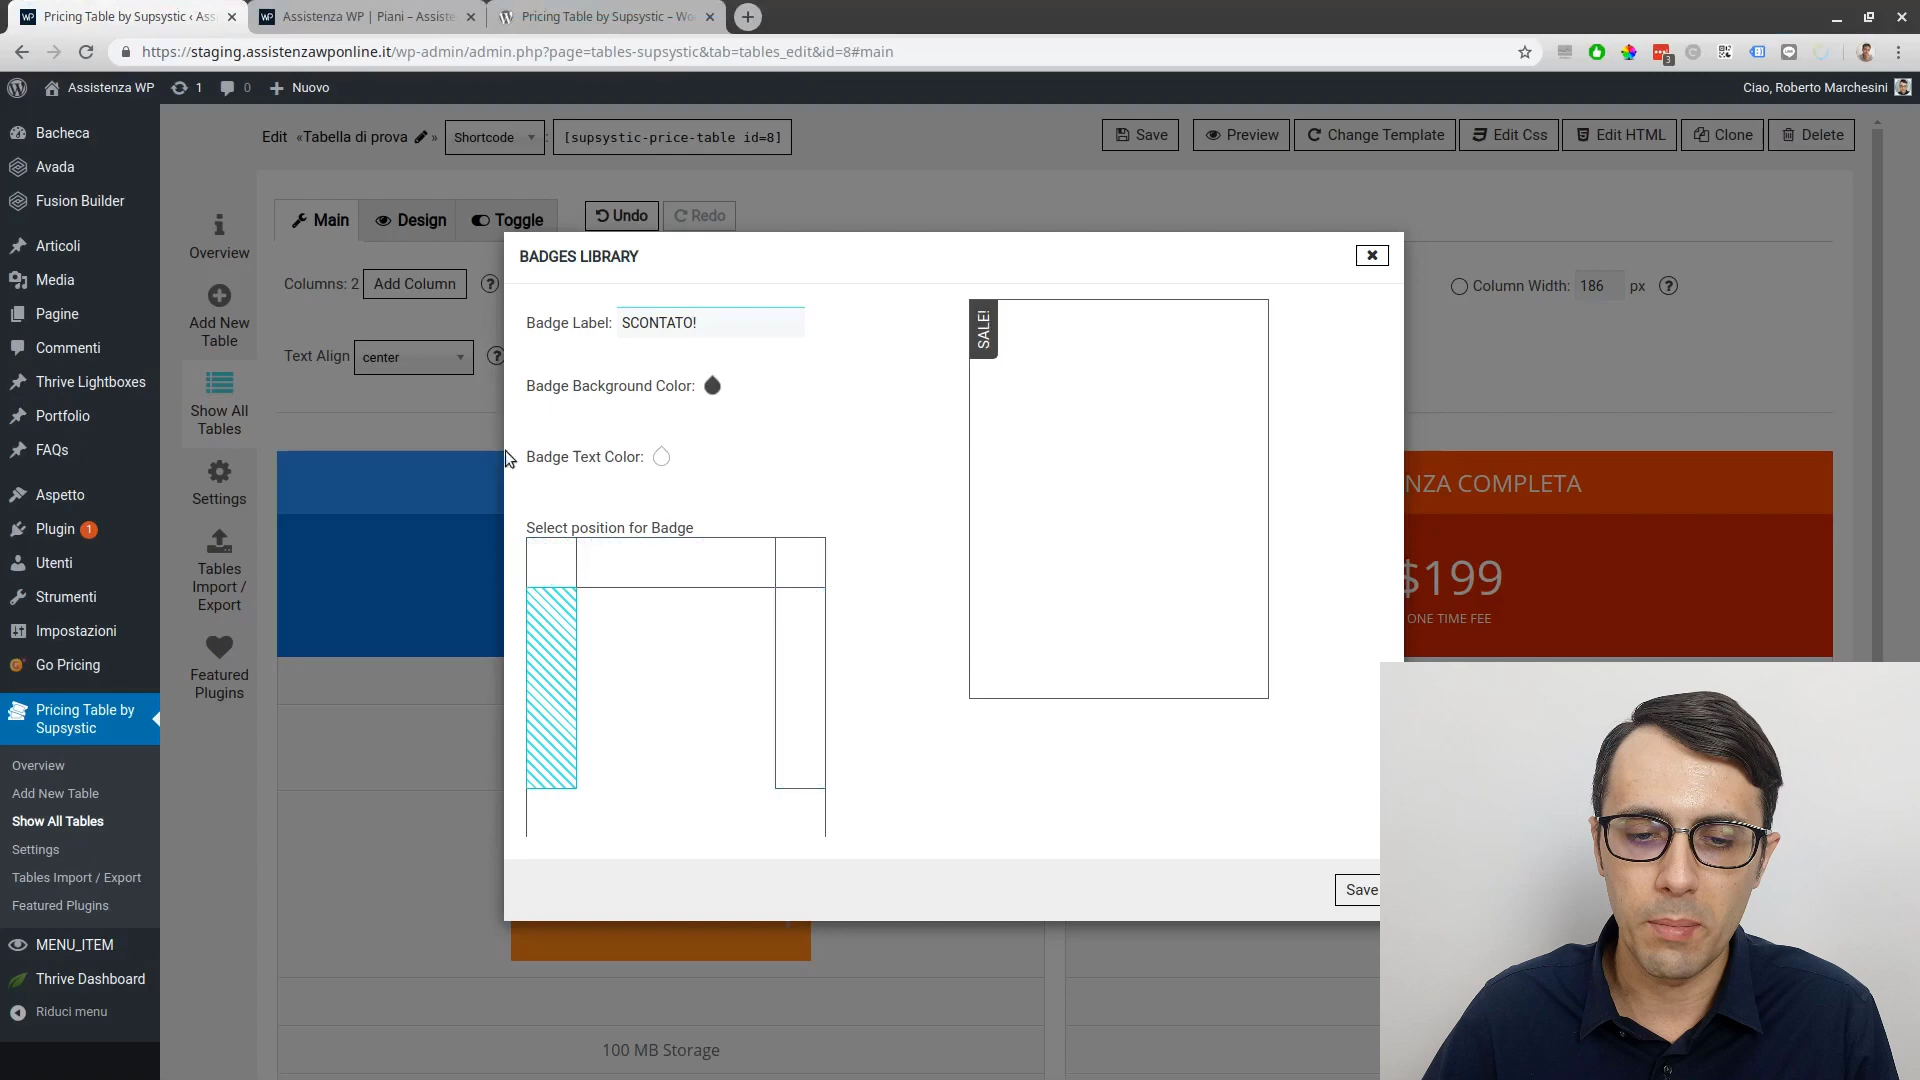 Pricing Table by Supsystic ‹ Ass
Assistenza WP | Piani – Assiste
Pricing Table by Supsystic – Wo
https://staging.assistenzawponline.it/wp-admin/admin.php?page=tables-supsystic&tab=tables_edit&id=8#main
3
Assistenza WP
1
0
Nuovo
Ciao, Roberto Marchesini
Bacheca
Avada
Fusion Builder
Articoli
Media
Pagine
Commenti
Thrive Lightboxes
Portfolio
FAQs
Aspetto
Plugin 1
Utenti
Strumenti
Impostazioni
Go Pricing
Pricing Table by
Supsystic
Overview
Add New Table
Show All Tables
Settings
Tables Import / Export
Featured Plugins
MENU_ITEM
Thrive Dashboard
Riduci menu
Overview
Add New
Table
Show All
Tables
Settings
Tables
Import /
Export
Featured
Plugins
Edit «Tabella di prova »
Shortcode
:
[supsystic-price-table id=8]
Save
Preview
Change Template
Edit Css
Edit HTML
Clone
Delete
Main
Design
Toggle
Undo
Redo
Columns: 2
Add Column
?
Text Align
center
?
Column Width: 186 px ?
BADGES LIBRARY
Badge Label: SCONTATO!
Badge Background Color:
Badge Text Color:
Select position for Badge
SALE!
Save
NZA COMPLETA
$199
ONE TIME FEE
100 MB Storage